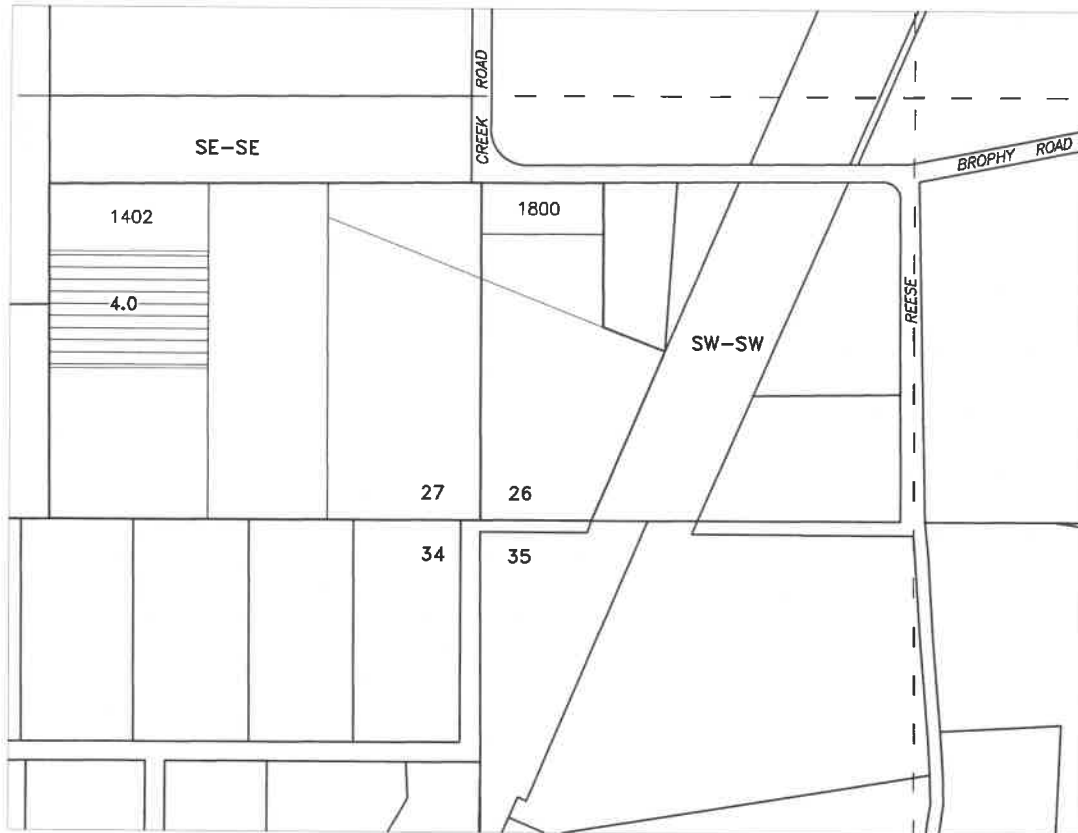 CREEK ROAD
SE-SE
BROPHY ROAD
1402
1800
4.0
REESE
SW-SW
27
26
34
35